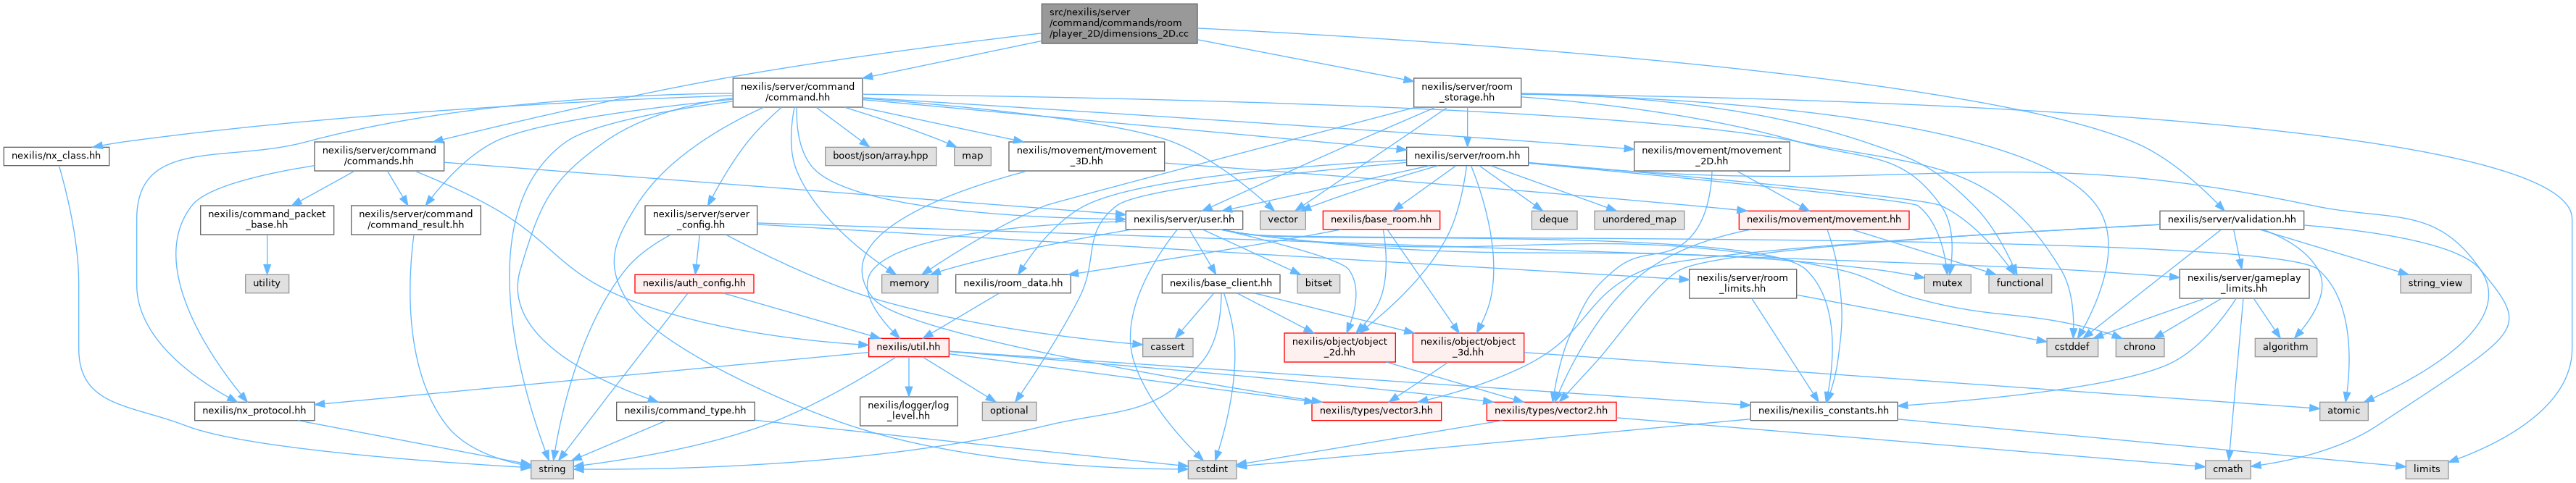 src/nexilis/server
/command/commands/room
/player_2D/dimensions_2D.cc
nexilis/server/command
/command.hh
nexilis/server/room
_storage.hh
nexilis/nx_class.hh
nexilis/server/command
/commands.hh
boost/json/array.hpp
map
nexilis/movement/movement
_3D.hh
nexilis/server/room.hh
nexilis/movement/movement
_2D.hh
nexilis/command_packet
_base.hh
nexilis/server/command
/command_result.hh
nexilis/server/server
_config.hh
nexilis/server/user.hh
vector
nexilis/base_room.hh
deque
unordered_map
nexilis/movement/movement.hh
nexilis/server/validation.hh
utility
nexilis/auth_config.hh
memory
nexilis/room_data.hh
nexilis/base_client.hh
bitset
nexilis/server/room
_limits.hh
mutex
functional
nexilis/server/gameplay
_limits.hh
string_view
nexilis/util.hh
cassert
nexilis/object/object
_2d.hh
nexilis/object/object
_3d.hh
cstddef
chrono
algorithm
nexilis/nx_protocol.hh
nexilis/command_type.hh
nexilis/logger/log
_level.hh
optional
nexilis/types/vector3.hh
nexilis/types/vector2.hh
nexilis/nexilis_constants.hh
atomic
string
cstdint
cmath
limits